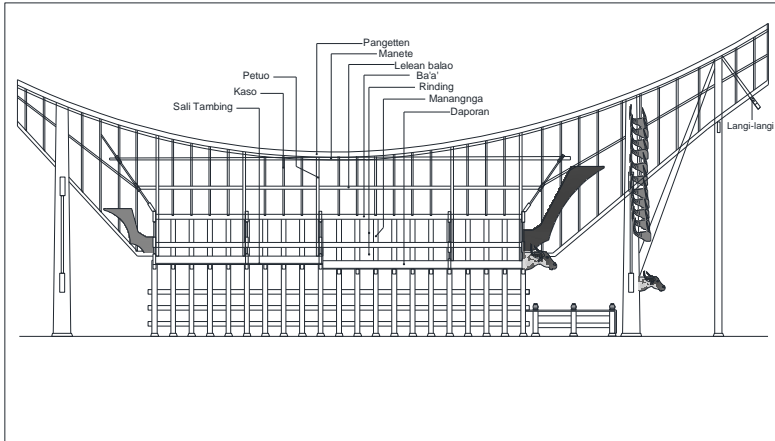 Pangetten
Manete
Lelean balao
Petuo
Ba'a'
Kaso
Rinding
Sali Tambing
Manangnga
Daporan
Langi-langi